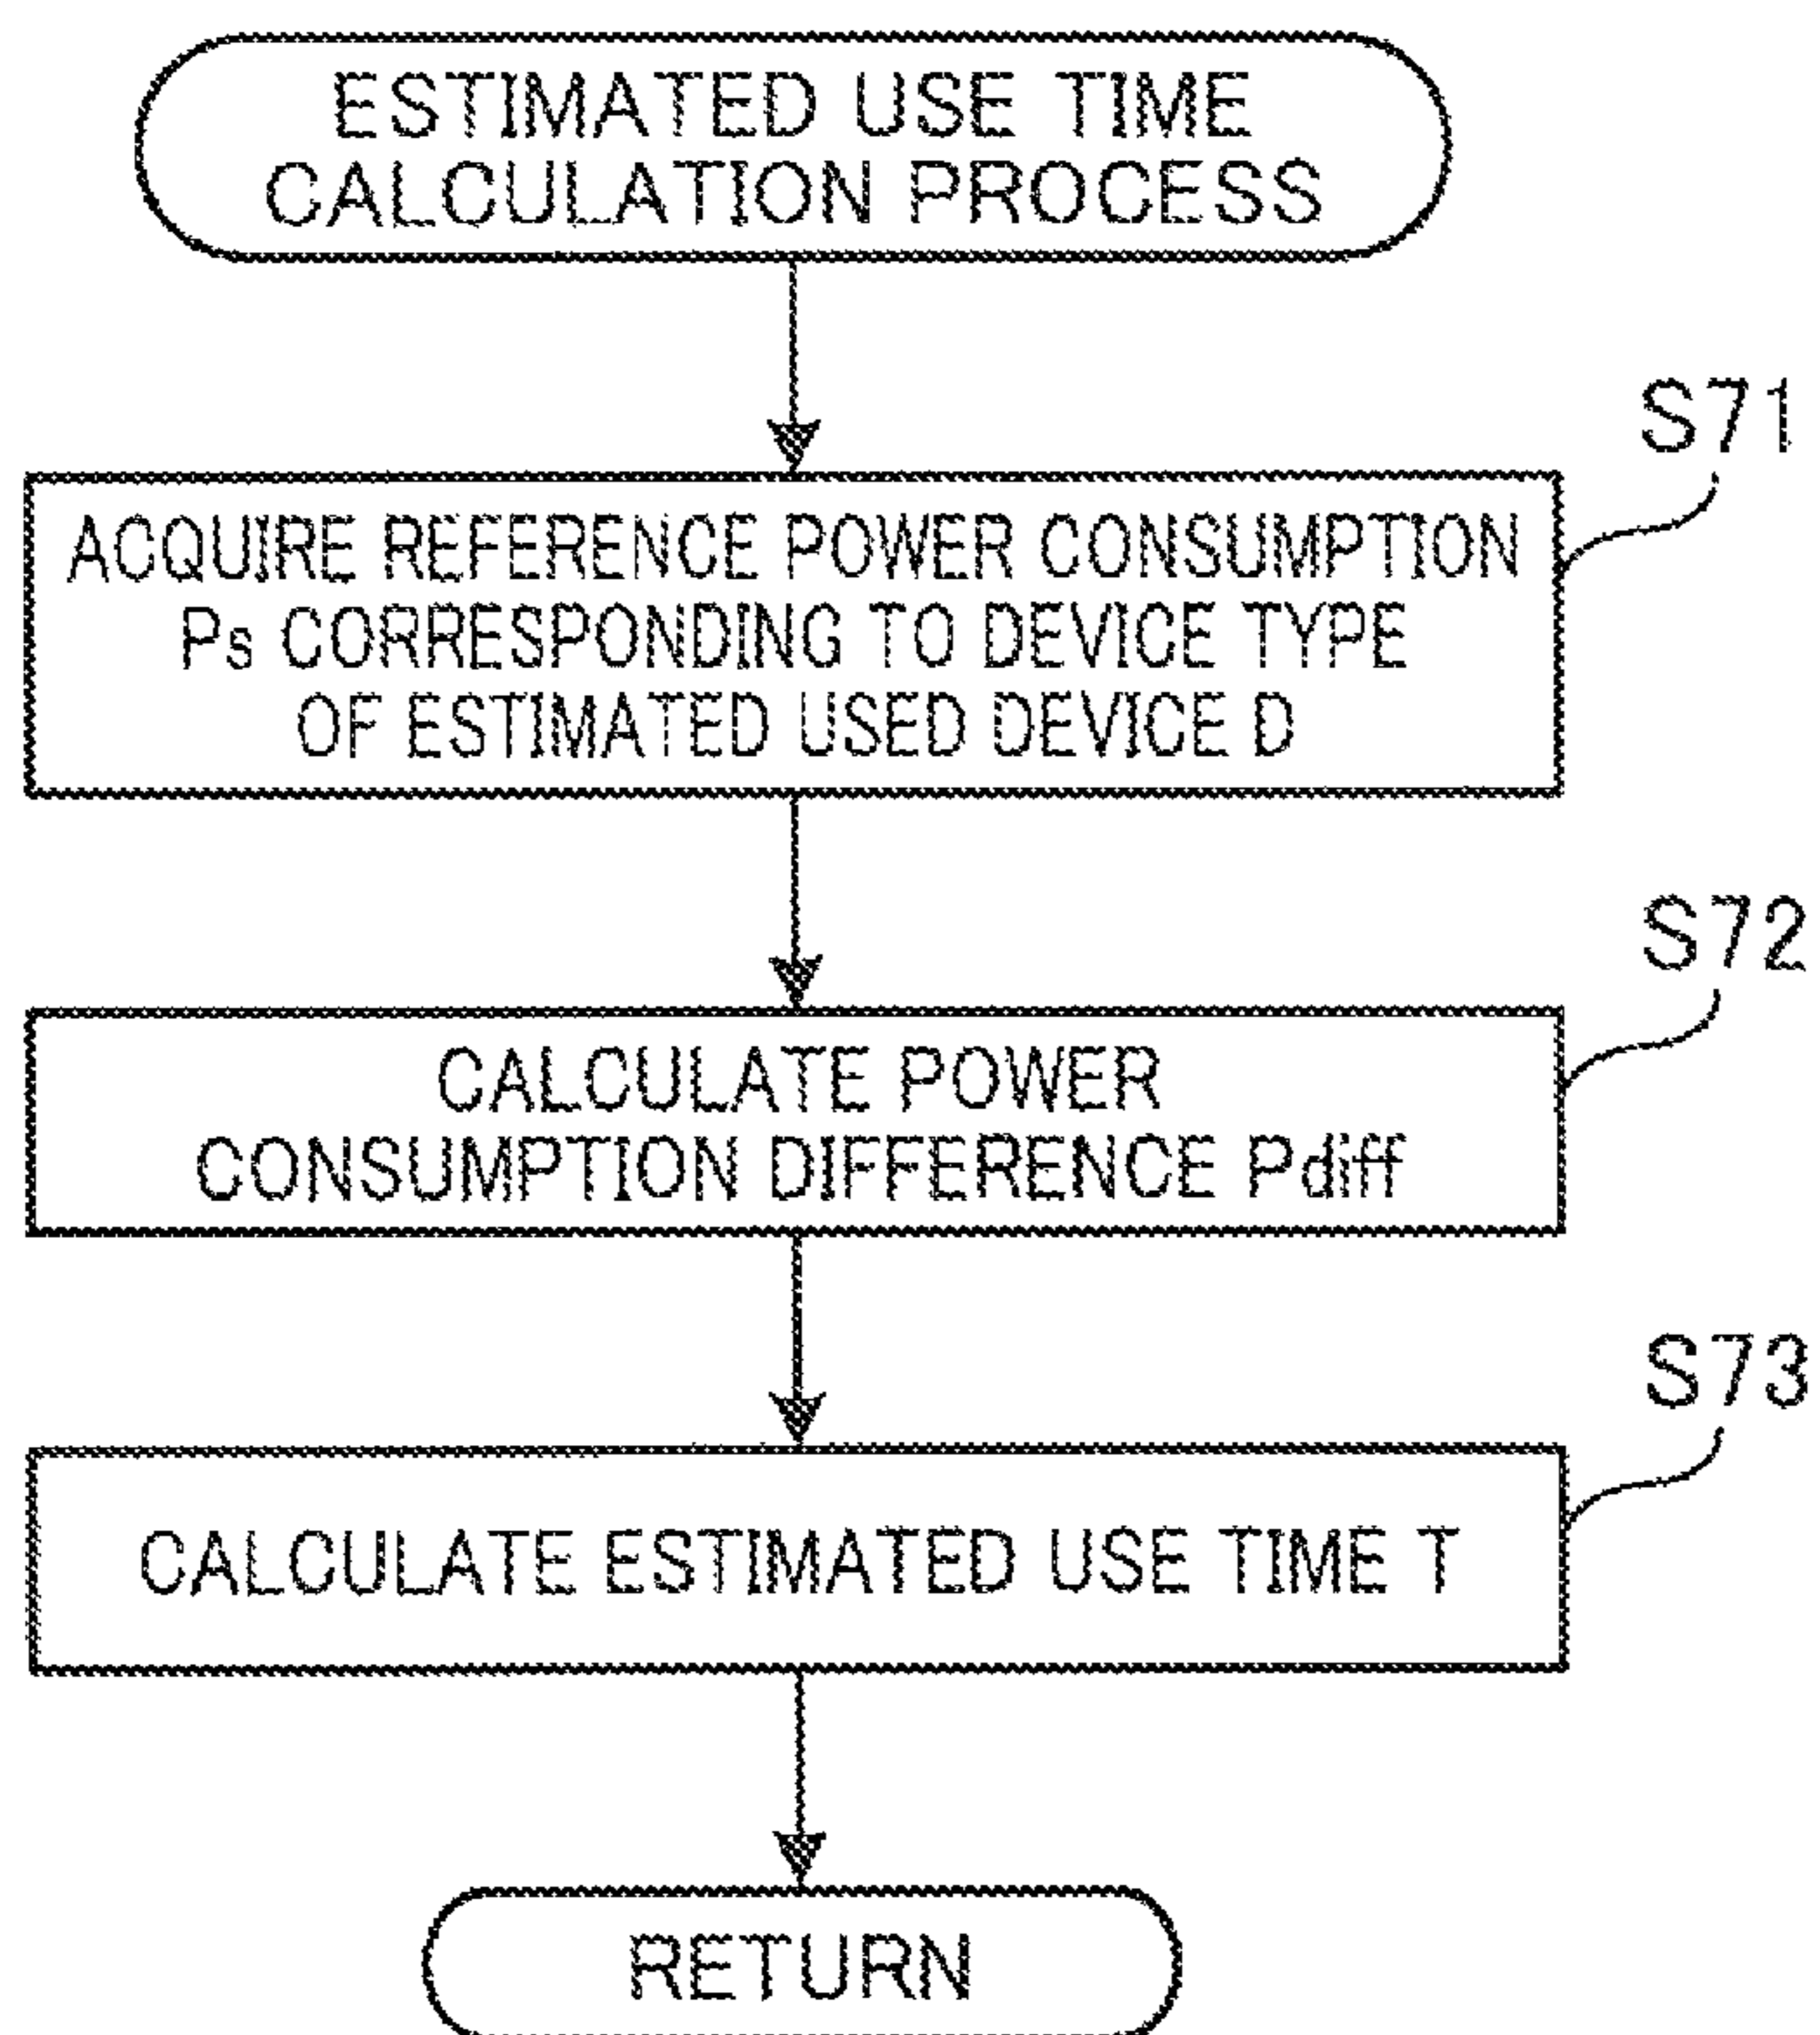 ESTIMATED USE TIME
CALCULATION PROCESS
S71
ACQUIRE REFERENCE POWER CONSUMPTION
Ps CORRESPONDING TO DEVICE TYPE
OF ESTIMATED USED DEVICE D
S72
CALCULATE POWER
CONSUMPTION DIFFERENCE Pdiff
S73
CALCULATE ESTIMATED USE TIME T
RETURN